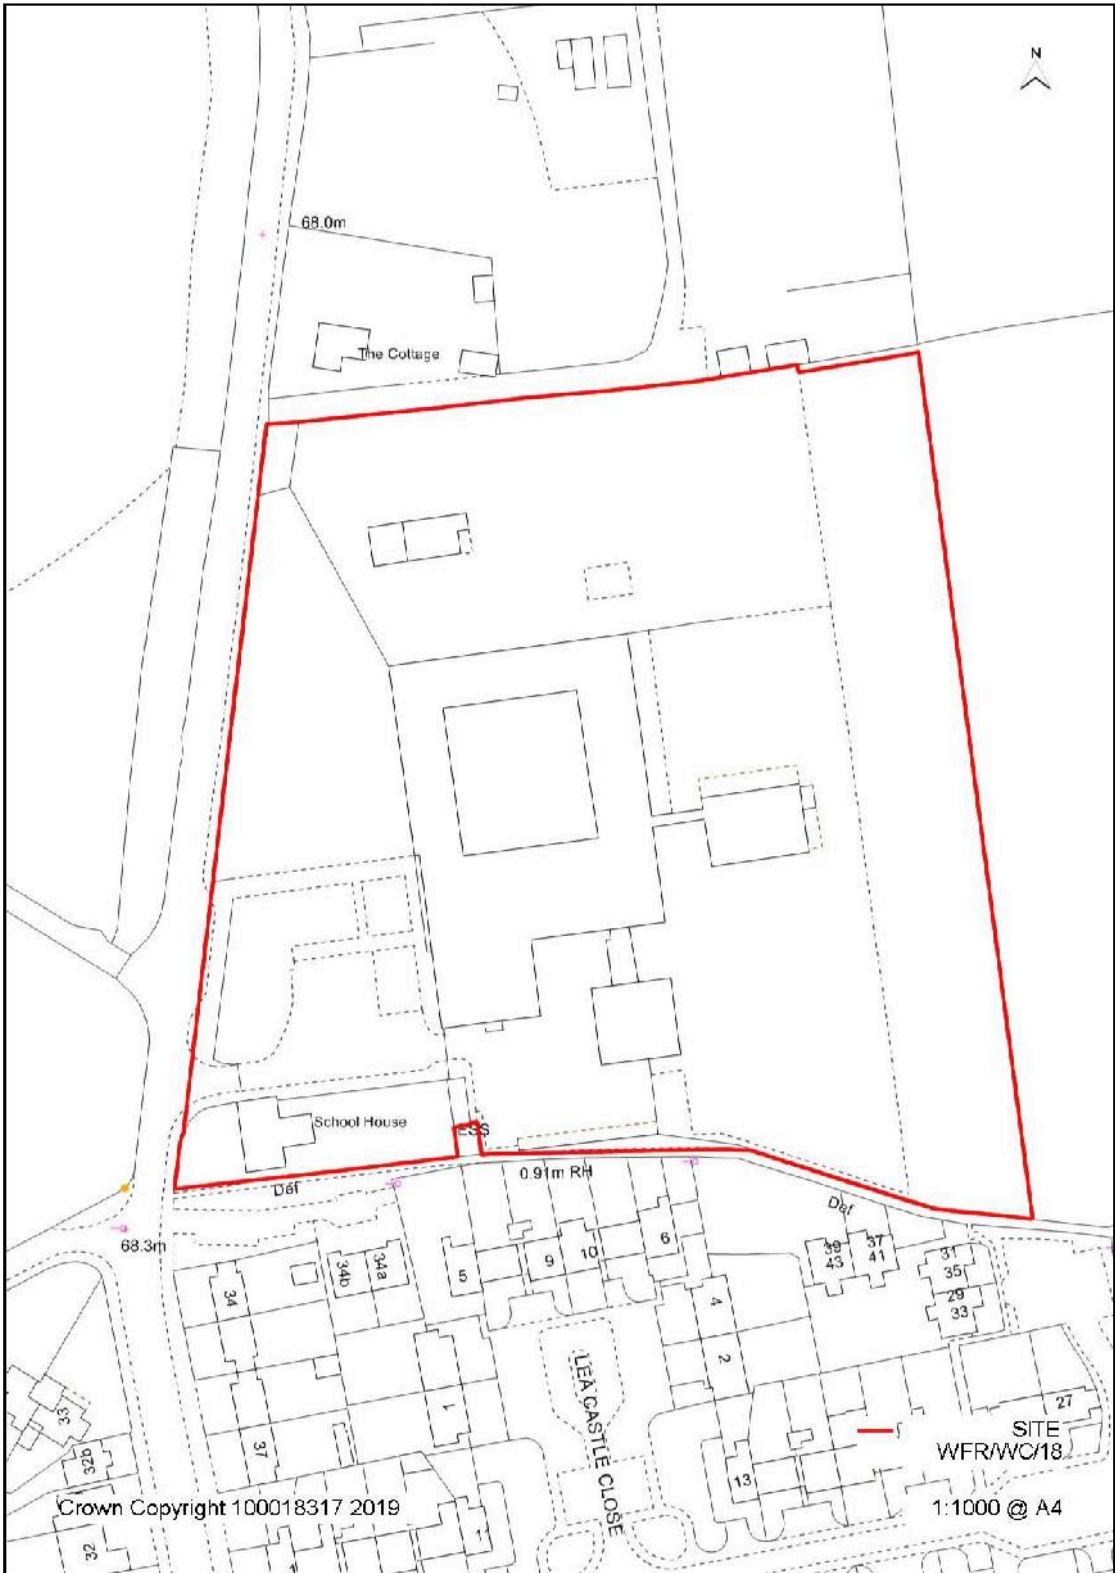 N
68.0m
The Cottage
School House
ESS
0.91m RH
Def
Def
68.3m
34b
34a
34
5
9
10
6
39
43
37
41
31
35
29
33
4
2
1
37
33
32b
32
11
13
27
LEA CASTLE CLOSE
SITE
WFR/WC/18
Crown Copyright 100018317 2019
1:1000 @ A4